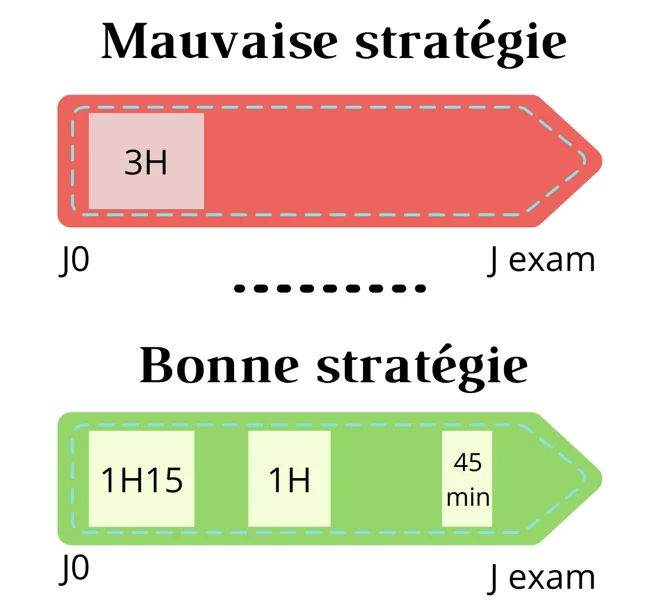 Mauvaise stratégie
3H
J0
J exam
Bonne stratégie
1H15
1H
45
min
J0
J exam